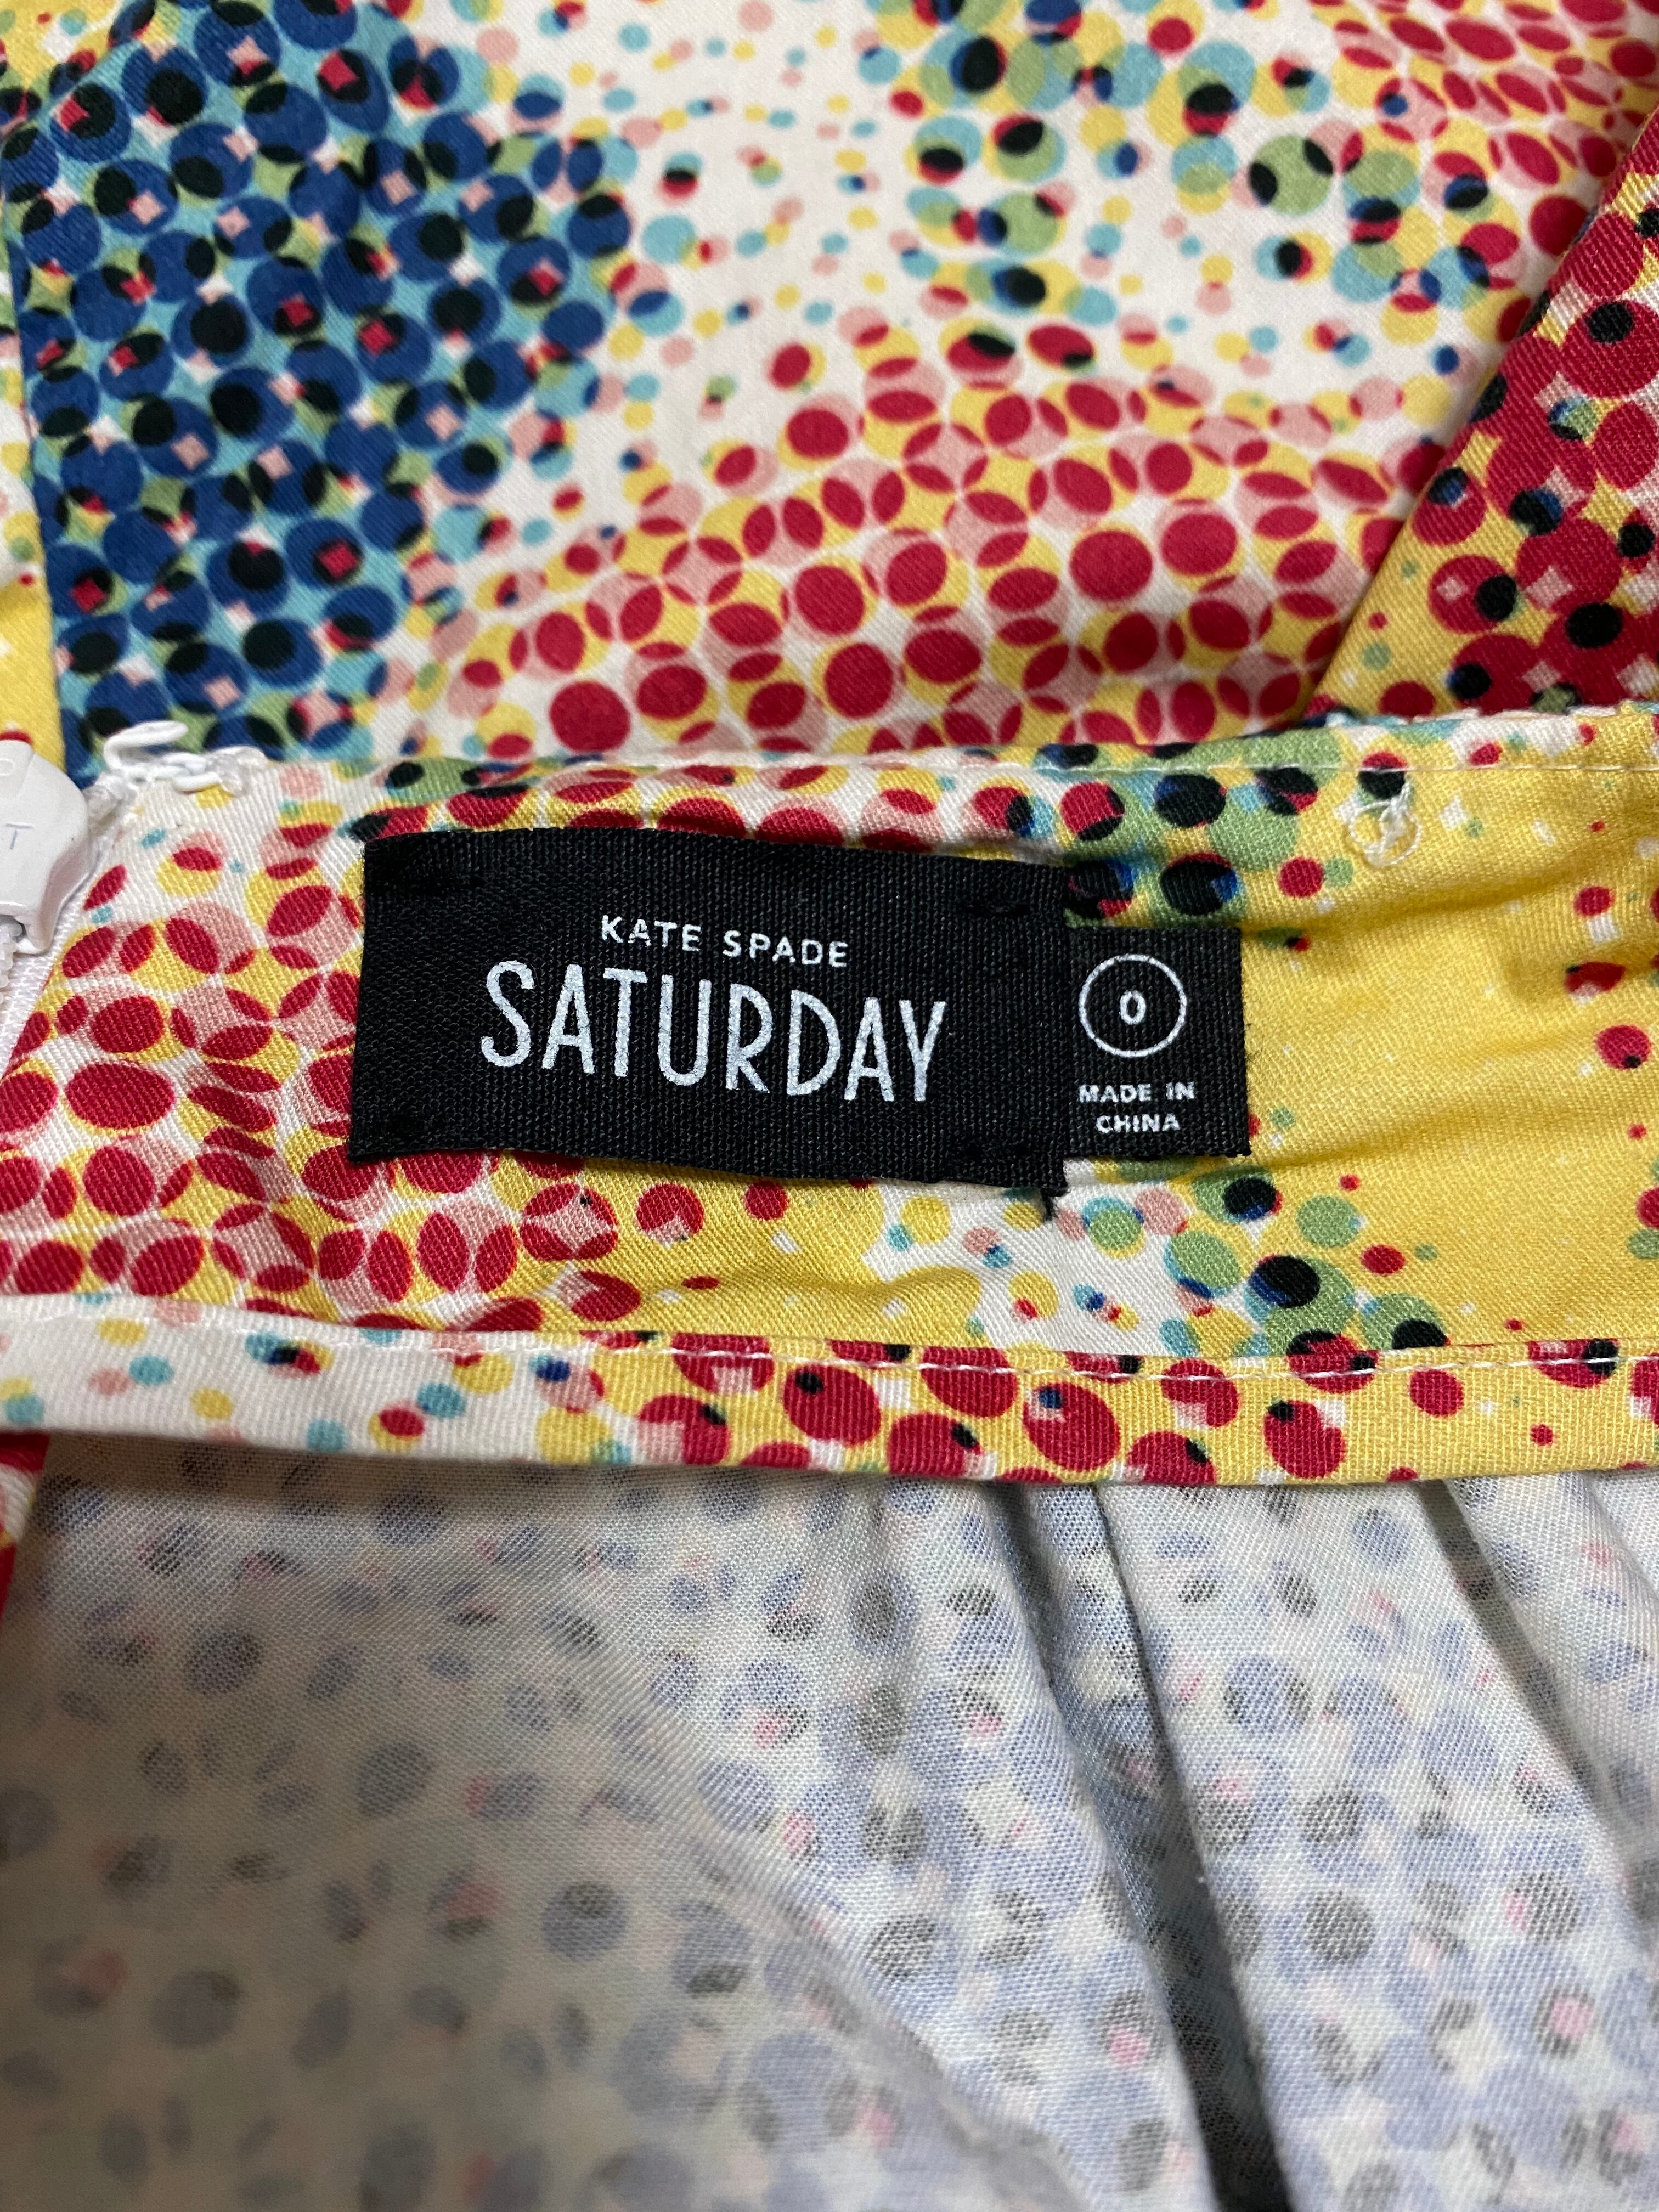 KATE SPADE
SATURDAY
0
MADE IN
CHINA